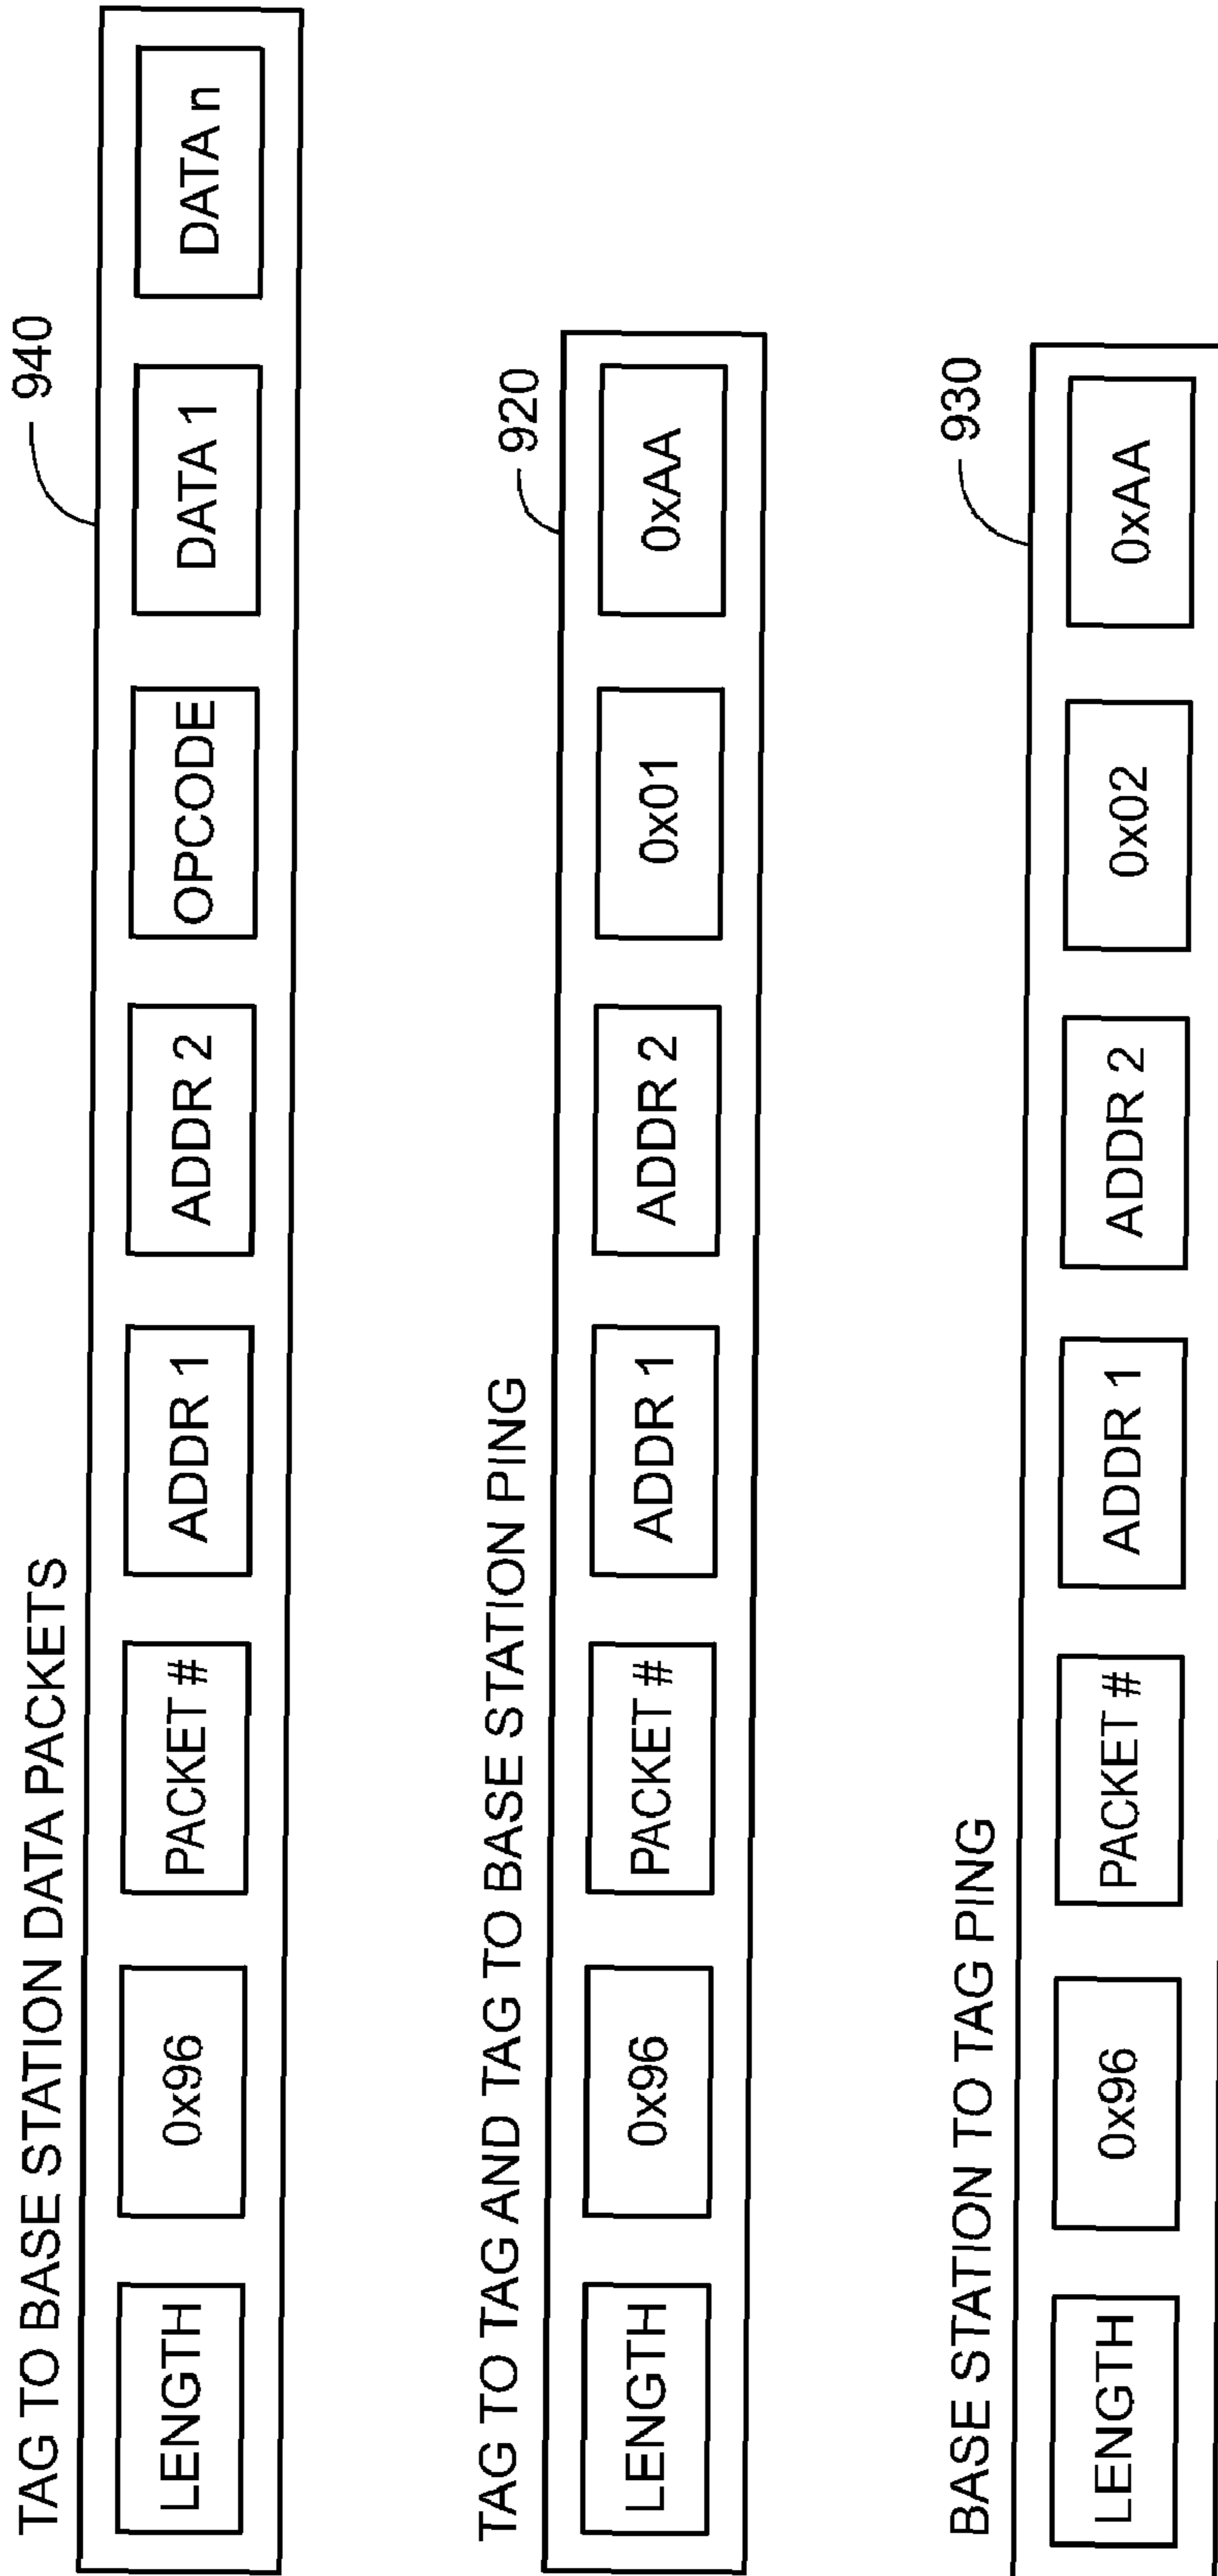 TAG TO BASE STATION DATA PACKETS
940
LENGTH 0x96 PACKET # ADDR 1 ADDR 2 OPCODE DATA 1 DATA n
TAG TO TAG AND TAG TO BASE STATION PING
920
LENGTH 0x96 PACKET # ADDR 1 ADDR 2 0x01 0xAA
BASE STATION TO TAG PING
930
LENGTH 0x96 PACKET # ADDR 1 ADDR 2 0x02 0xAA